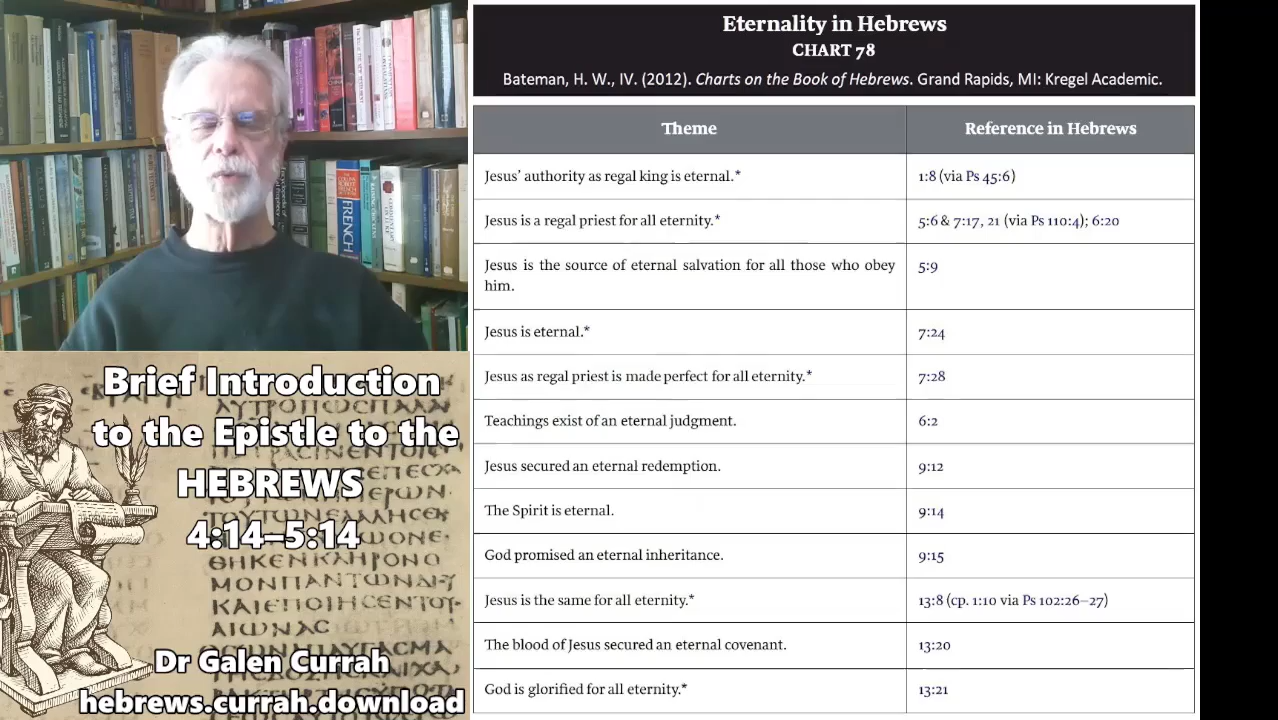 Eternality in Hebrews
CHART 78
Bateman, H. W., IV. (2012). Charts on the Book of Hebrews. Grand Rapids, MI: Kregel Academic.
Theme Reference in Hebrews
Jesus' authority as regal king is eternal.* 1:8 (via Ps 45:6)
Jesus is a regal priest for all eternity.* 5:6 & 7:17, 21 (via Ps 110:4); 6:20
Jesus is the source of eternal salvation for all those who obey 5:9
him.
Jesus is eternal.* 7:24
Jesus as regal priest is made perfect for all eternity.* 7:28
Teachings exist of an eternal judgment. 6:2
Jesus secured an eternal redemption. 9:12
The Spirit is eternal. 9:14
God promised an eternal inheritance. 9:15
Jesus is the same for all eternity.* 13:8 (cp. 1:10 via Ps 102:26–27)
The blood of Jesus secured an eternal covenant. 13:20
God is glorified for all eternity.* 13:21
FRENCH
Brief Introduction
to the Epistle to the
HEBREWS
4:14–5:14
ΘΗΚΕΝΚΛΗΡΟΝΟ
ΑΙΩΝΑC
Dr Galen Currah
hebrews.currah.download